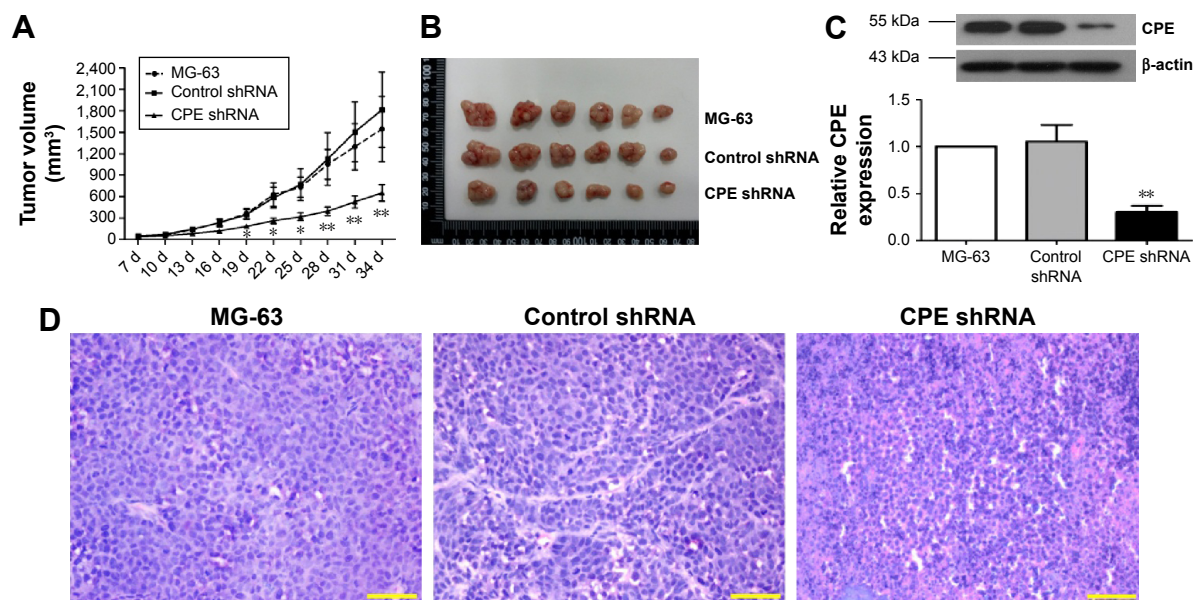 A
Tumor volume
(mm³)
2,400
2,100
1,800
1,500
1,200
900
600
300
0
MG-63
Control shRNA
CPE shRNA
*
*
*
**
**
**
7 d
10 d
13 d
16 d
19 d
22 d
25 d
28 d
31 d
34 d
B
MG-63
Control shRNA
CPE shRNA
C
55 kDa
CPE
43 kDa
β-actin
Relative CPE
expression
1.5
1.0
0.5
0.0
**
MG-63
Control
shRNA
CPE shRNA
D
MG-63
Control shRNA
CPE shRNA